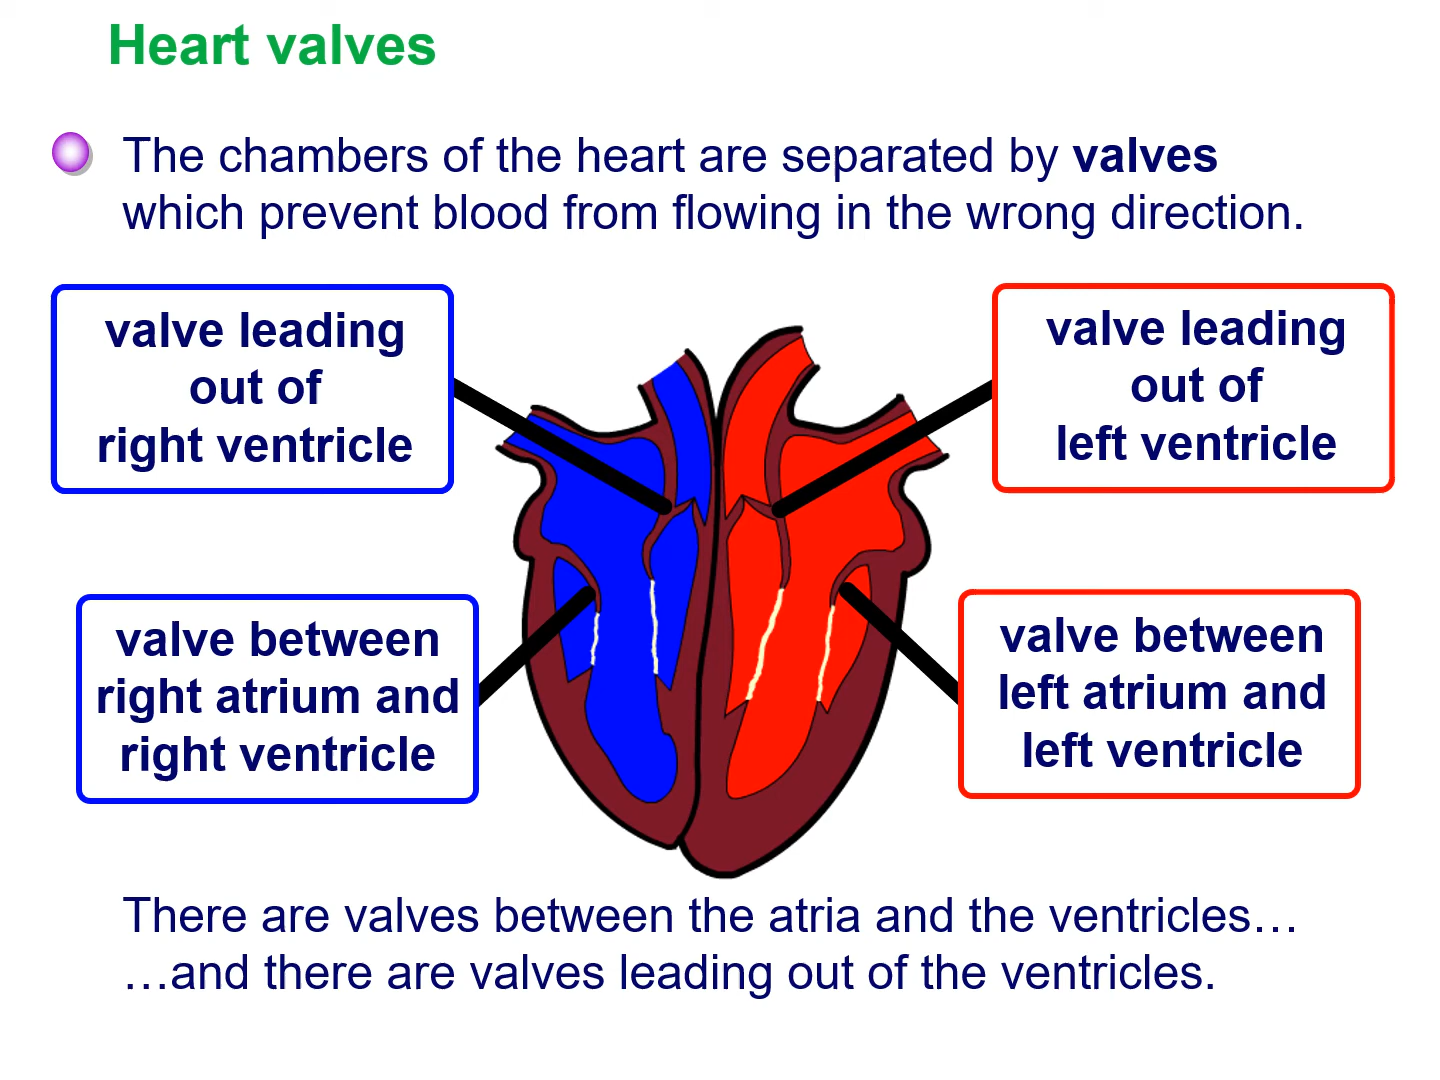 Heart valves
The chambers of the heart are separated by valves
which prevent blood from flowing in the wrong direction.
valve leading
out of
right ventricle
valve leading
out of
left ventricle
valve between
right atrium and
right ventricle
valve between
left atrium and
left ventricle
There are valves between the atria and the ventricles…
…and there are valves leading out of the ventricles.